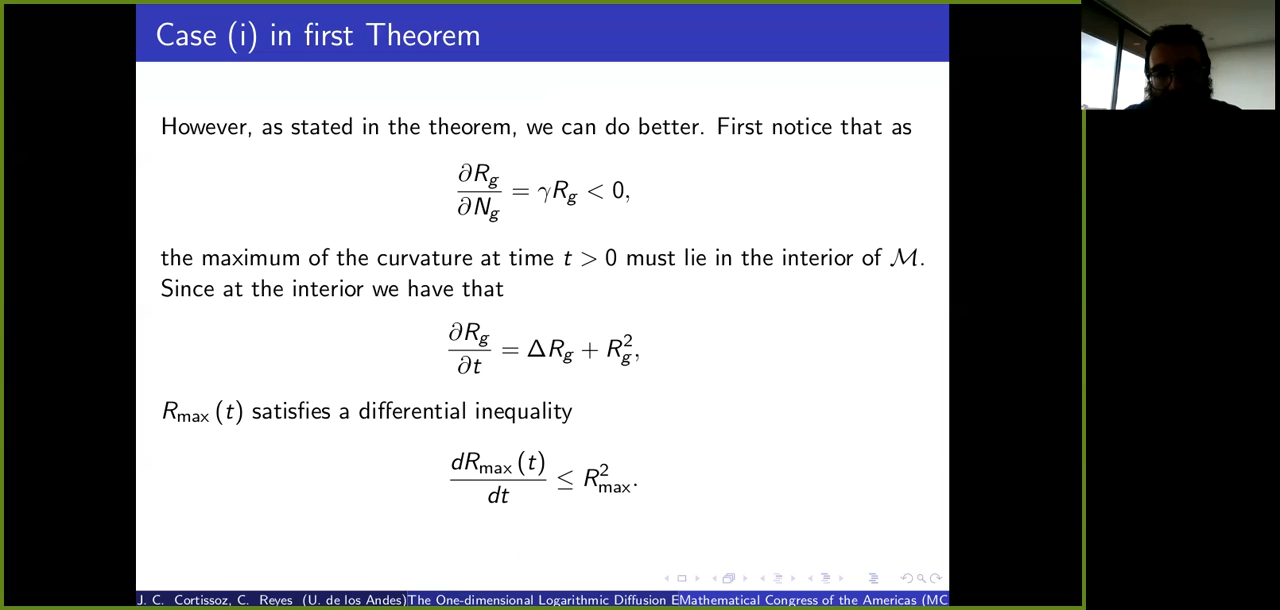 Case (i) in first Theorem
However, as stated in the theorem, we can do better. First notice that as
∂R_g/∂N_g = γR_g < 0,
the maximum of the curvature at time t > 0 must lie in the interior of ℳ.
Since at the interior we have that
∂R_g/∂t = ΔR_g + R_g^2,
R_max (t) satisfies a differential inequality
dR_max (t)/dt ≤ R_max^2.
J. C. Cortissoz, C. Reyes (U. de los Andes)The One-dimensional Logarithmic Diffusion EMathematical Congress of the Americas (MC